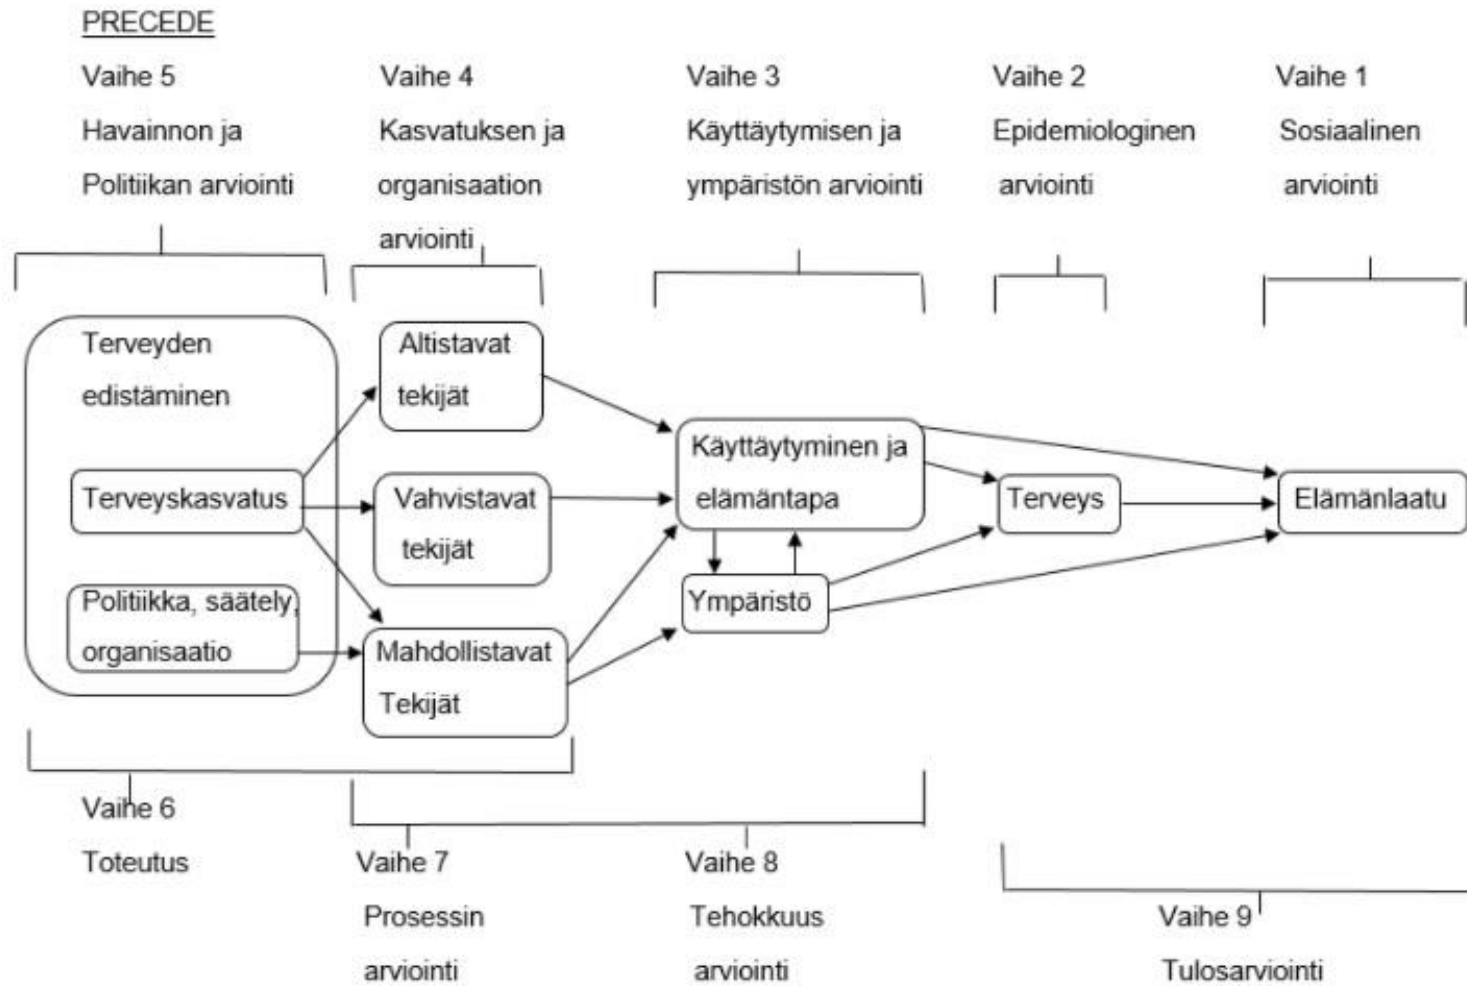 PRECEDE
Vaihe 5
Havainnon ja
Politiikan arviointi
Vaihe 4
Kasvatuksen ja
organisaation
arviointi
Vaihe 3
Käyttäytymisen ja
ympäristön arviointi
Vaihe 2
Epidemiologinen
arviointi
Vaihe 1
Sosiaalinen
arviointi
Terveyden
edistäminen
Terveyskasvatus
Politiikka, säätely,
organisaatio
Altistavat
tekijät
Vahvistavat
tekijät
Mahdollistavat
Tekijät
Käyttäytyminen ja
elämäntapa
Ympäristö
Terveys
Elämänlaatu
Vaihe 6
Toteutus
Vaihe 7
Prosessin
arviointi
Vaihe 8
Tehokkuus
arviointi
Vaihe 9
Tulosarviointi